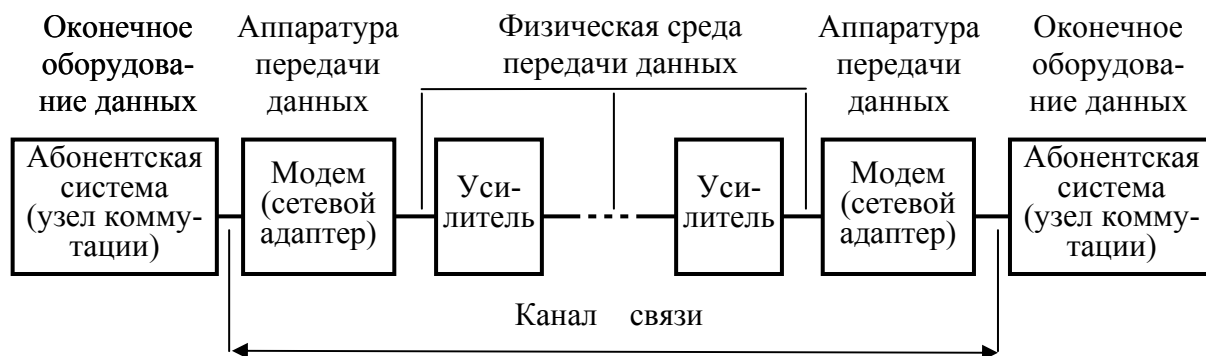 Оконечное
оборудова-
ние данных
Аппаратура
передачи
данных
Физическая среда
передачи данных
Аппаратура
передачи
данных
Оконечное
оборудова-
ние данных
Абонентская
система
(узел комму-
тации)
Модем
(сетевой
адаптер)
Уси-
литель
Уси-
литель
Модем
(сетевой
адаптер)
Абонентская
система
(узел комму-
тации)
Канал связи